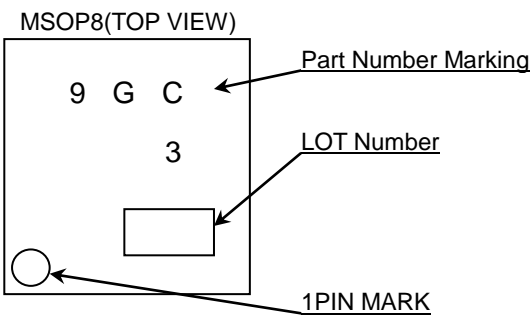 MSOP8(TOP VIEW)
Part Number Marking
9 G C
LOT Number
3
1PIN MARK